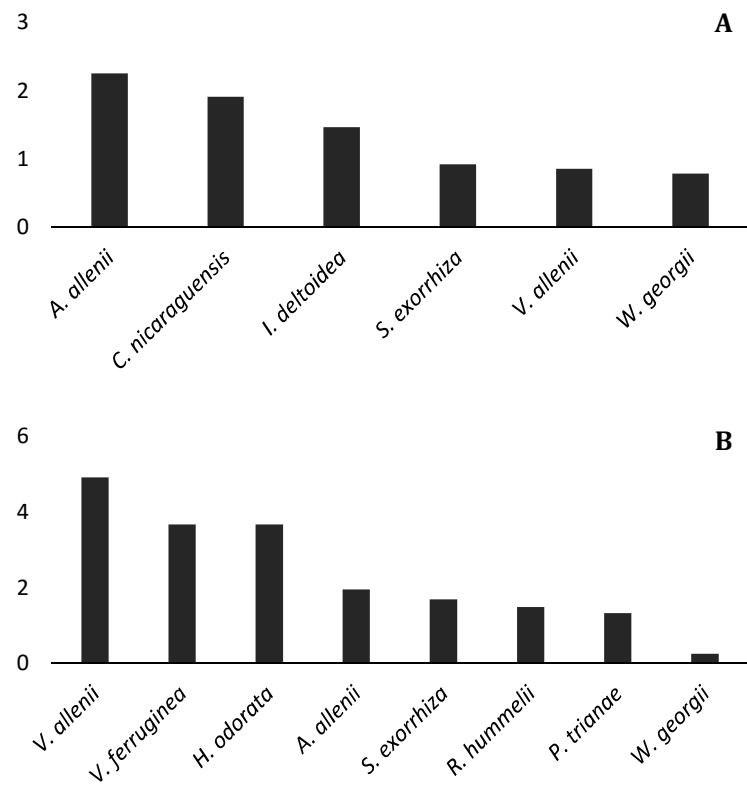 A
3
2
1
0
A. allenii
C. nicaraguensis
I. deltoidea
S. exorrhiza
V. allenii
W. georgii
B
6
4
2
0
V. allenii
V. ferruginea
H. odorata
A. allenii
S. exorrhiza
R. hummelii
P. trianae
W. georgii